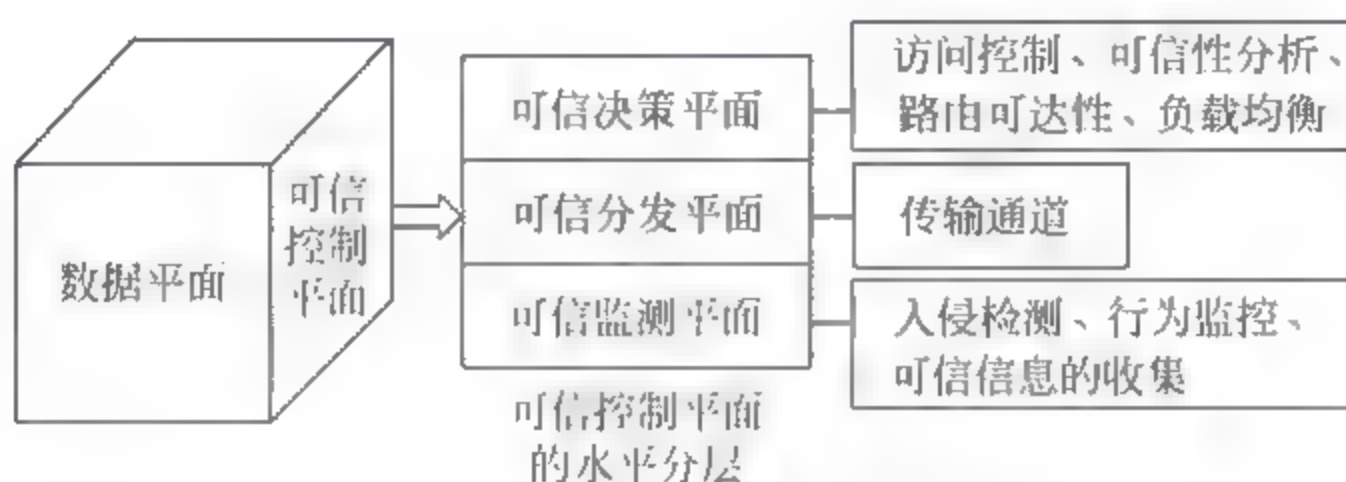 数据平面
可信
控制
平面
可信决策平面
可信分发平面
可信监测平面
可信控制平面
的水平分层
访问控制、可信性分析、
路由可达性、负载均衡
传输通道
入侵检测、行为监控、
可信信息的收集